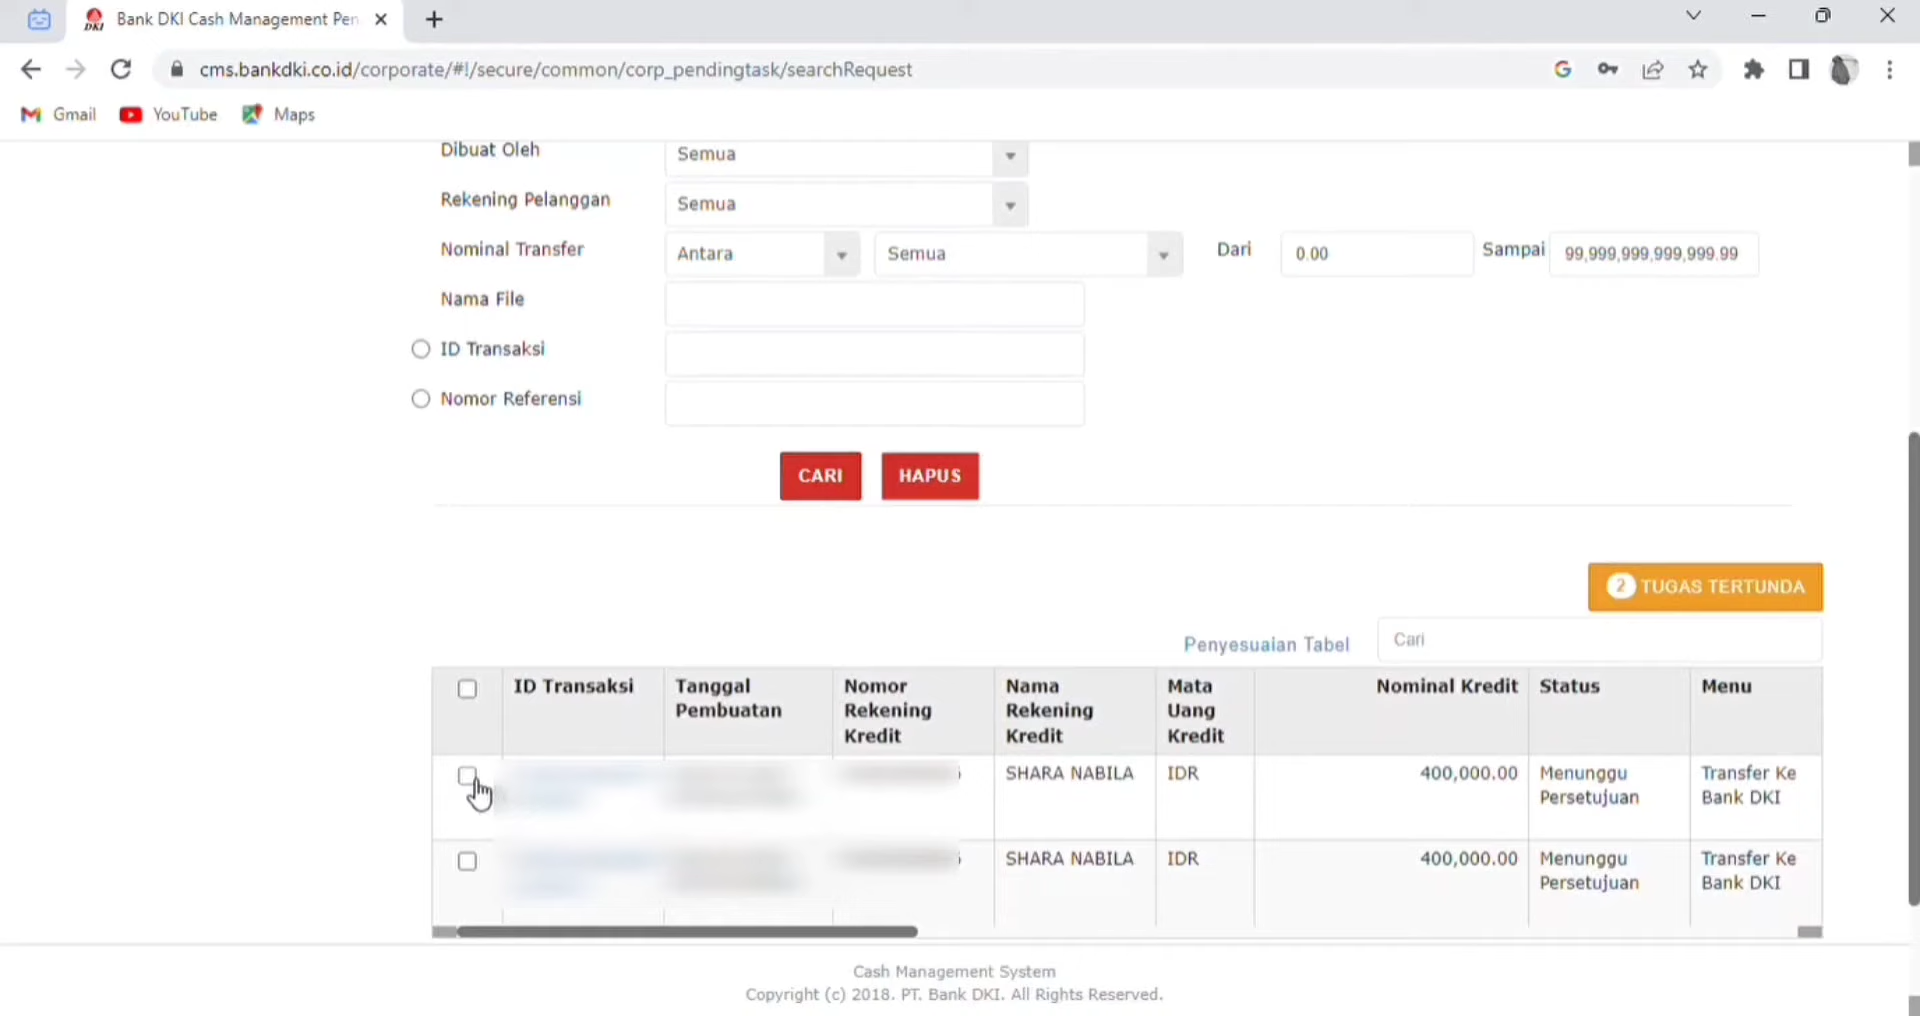 Bank DKI Cash Management Pen
cms.bankdki.co.id/corporate/#!/secure/common/corp_pendingtask/searchRequest
Gmail YouTube Maps
Dibuat Oleh Semua
Rekening Pelanggan Semua
Nominal Transfer Antara Semua Dari 0.00 Sampai 99,999,999,999,999.99
Nama File
ID Transaksi
Nomor Referensi
CARI HAPUS
2 TUGAS TERTUNDA
Penyesuaian Tabel Cari
ID Transaksi Tanggal Nomor Nama Mata Nominal Kredit Status Menu
Pembuatan Rekening Rekening Uang
Kredit Kredit Kredit
SHARA NABILA IDR 400,000.00 Menunggu Transfer Ke
Persetujuan Bank DKI
SHARA NABILA IDR 400,000.00 Menunggu Transfer Ke
Persetujuan Bank DKI
Cash Management System
Copyright (c) 2018. PT. Bank DKI. All Rights Reserved.